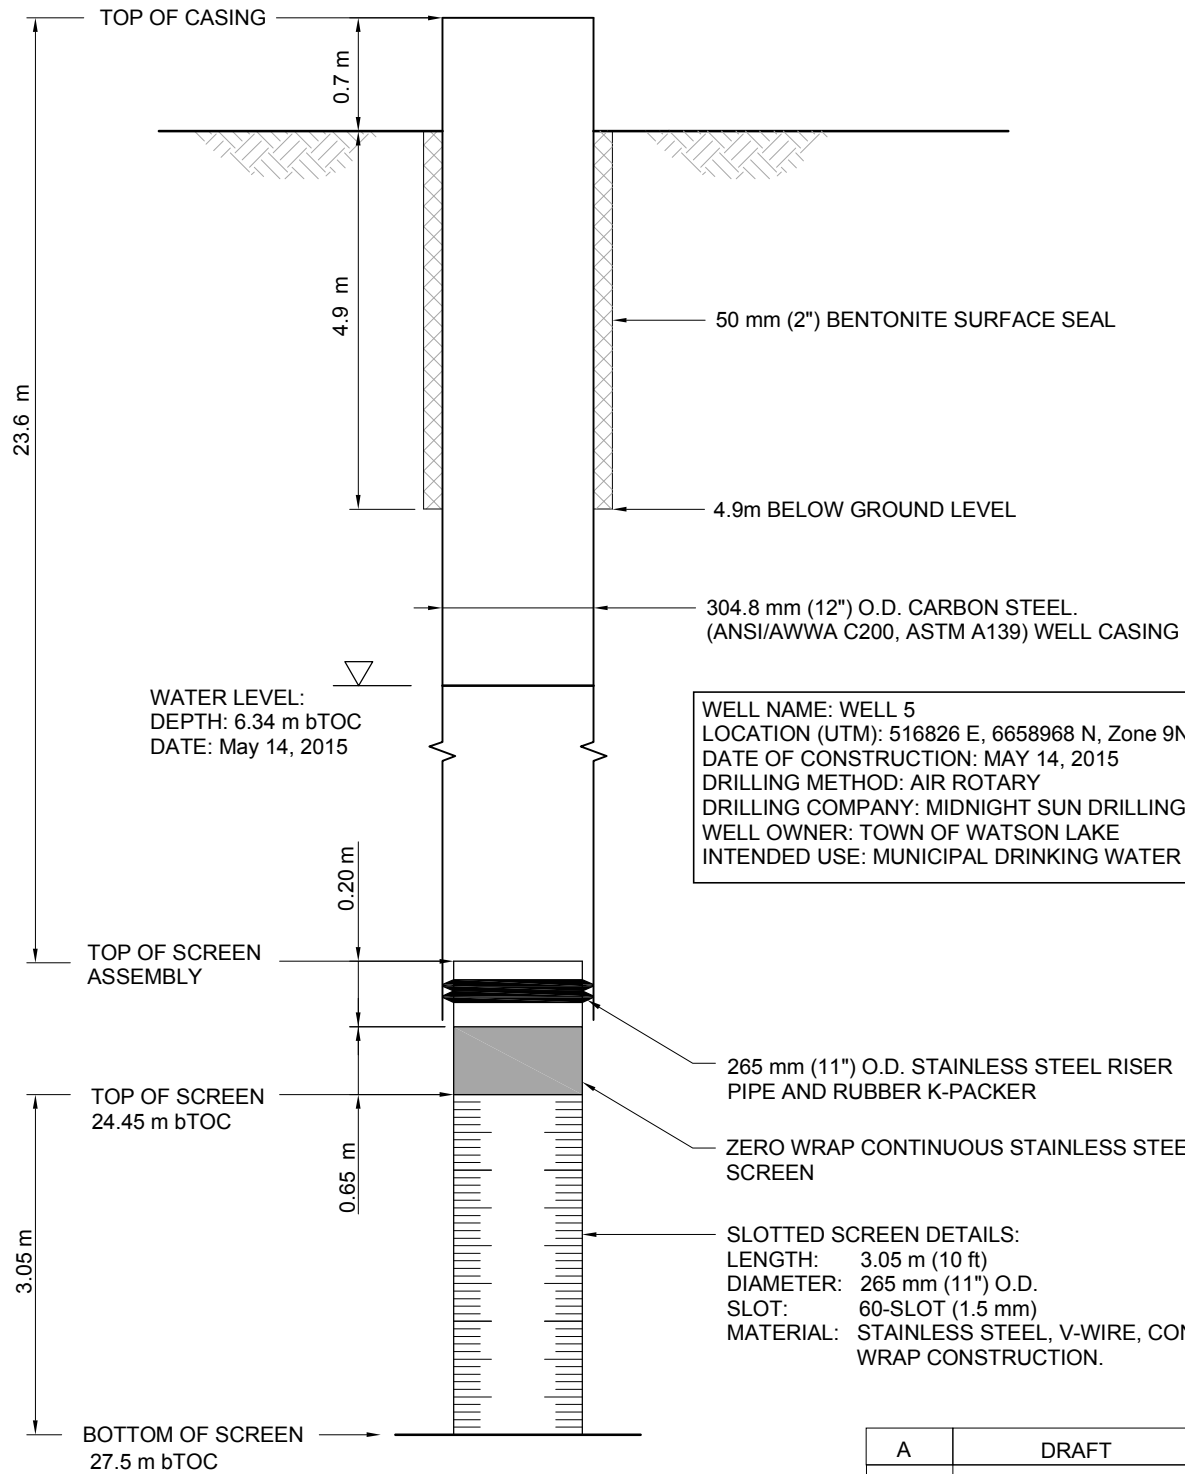 TOP OF CASING
0.7 m
4.9 m
23.6 m
50 mm (2") BENTONITE SURFACE SEAL
4.9m BELOW GROUND LEVEL
304.8 mm (12") O.D. CARBON STEEL.
(ANSI/AWWA C200, ASTM A139) WELL CASING
WATER LEVEL:
DEPTH: 6.34 m bTOC
DATE: May 14, 2015
WELL NAME: WELL 5
LOCATION (UTM): 516826 E, 6658968 N, Zone 9N
DATE OF CONSTRUCTION: MAY 14, 2015
DRILLING METHOD: AIR ROTARY
DRILLING COMPANY: MIDNIGHT SUN DRILLING
WELL OWNER: TOWN OF WATSON LAKE
INTENDED USE: MUNICIPAL DRINKING WATER
0.20 m
TOP OF SCREEN
ASSEMBLY
265 mm (11") O.D. STAINLESS STEEL RISER
PIPE AND RUBBER K-PACKER
TOP OF SCREEN
24.45 m bTOC
ZERO WRAP CONTINUOUS STAINLESS STEE
SCREEN
0.65 m
3.05 m
SLOTTED SCREEN DETAILS:
LENGTH: 3.05 m (10 ft)
DIAMETER: 265 mm (11") O.D.
SLOT: 60-SLOT (1.5 mm)
MATERIAL: STAINLESS STEEL, V-WIRE, CON
WRAP CONSTRUCTION.
BOTTOM OF SCREEN
27.5 m bTOC
A DRAFT